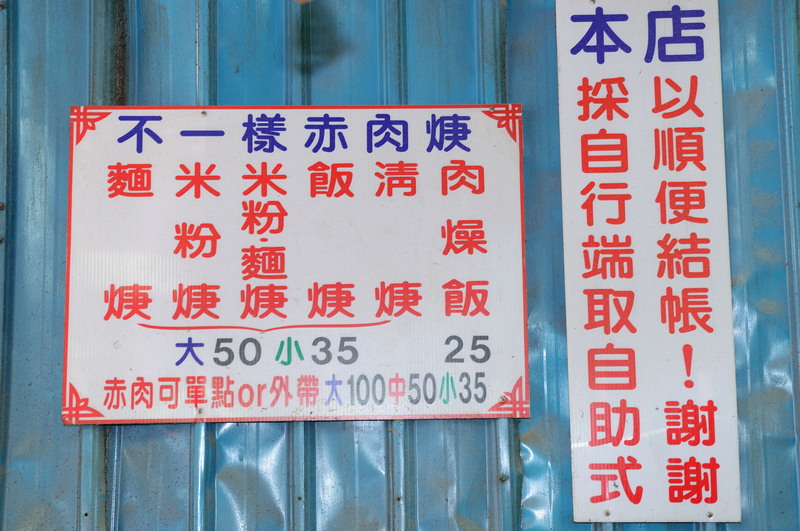 不一樣赤肉焿
麵焿
米粉焿
米粉·麵焿
飯焿
清焿
肉燥飯
大50 小35
25
赤肉可單點or外帶大100中50小35
本店
以順便結帳！謝謝
採自行端取自助式